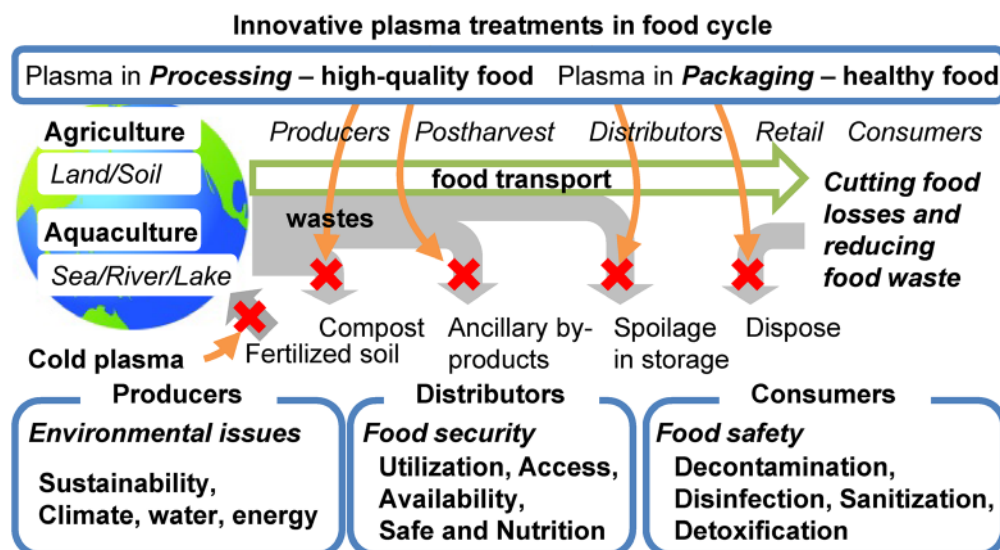 Innovative plasma treatments in food cycle
Plasma in Processing – high-quality food Plasma in Packaging – healthy food
Agriculture
Land/Soil
Aquaculture
Sea/River/Lake
Producers Postharvest Distributors Retail Consumers
food transport
wastes
Cutting food
losses and
reducing
food waste
Cold plasma
Fertilized soil
Compost
Ancillary by-
products
Spoilage
in storage
Dispose
Producers
Environmental issues
Sustainability,
Climate, water, energy
Distributors
Food security
Utilization, Access,
Availability,
Safe and Nutrition
Consumers
Food safety
Decontamination,
Disinfection, Sanitization,
Detoxification